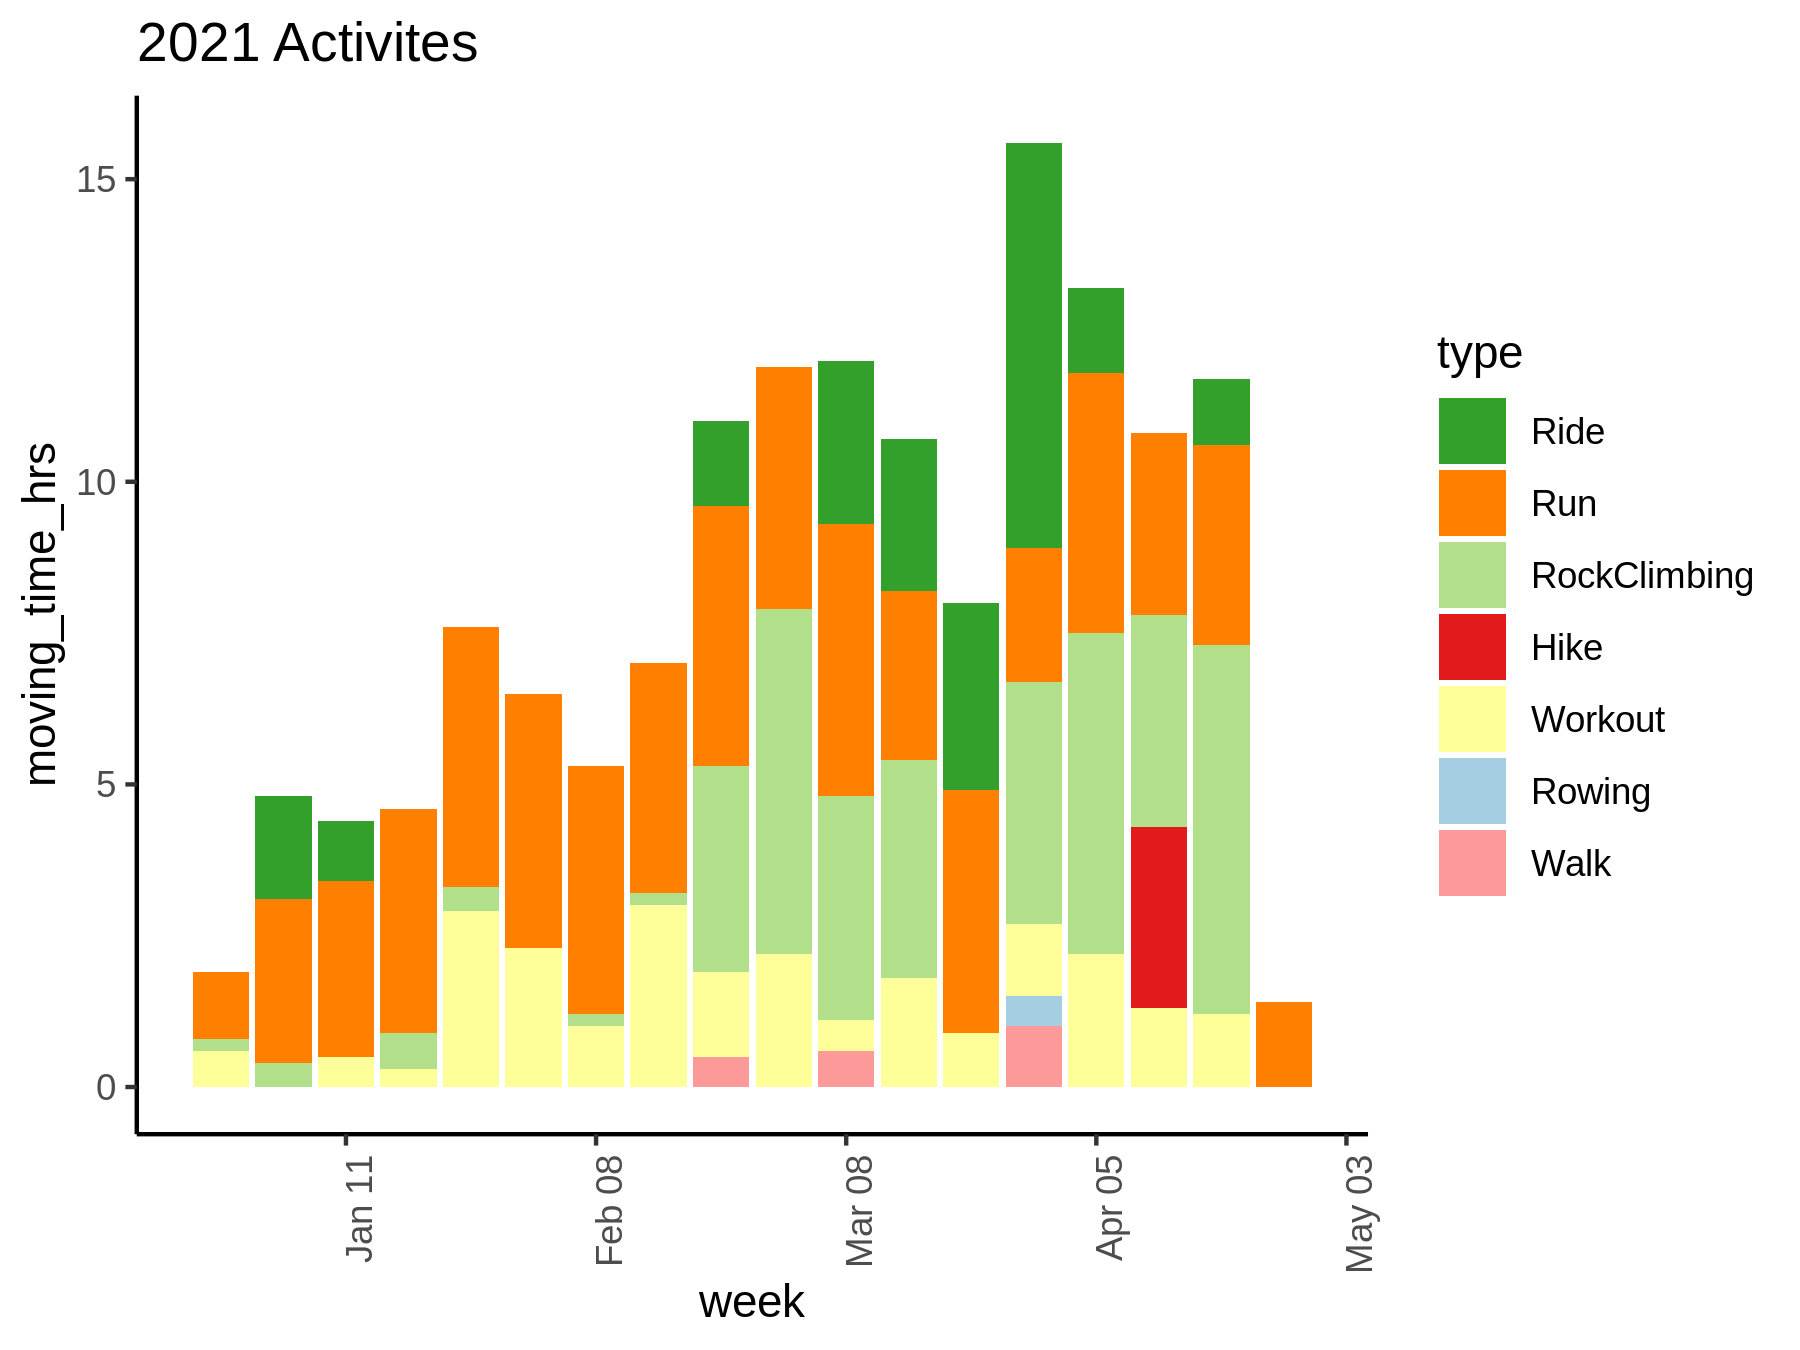 2021 Activites
moving_time_hrs
15
10
5
0
Jan 11
Feb 08
Mar 08
Apr 05
May 03
week
type
Ride
Run
RockClimbing
Hike
Workout
Rowing
Walk